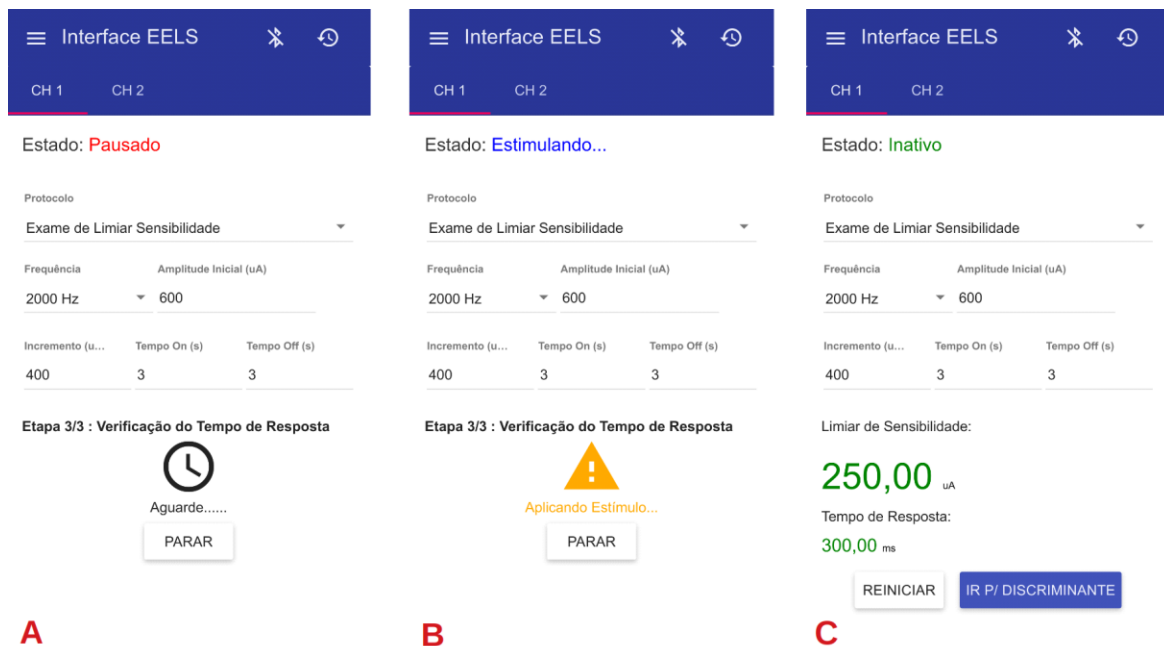 Interface EELS
CH 1 CH 2
Estado: Pausado
Protocolo
Exame de Limiar Sensibilidade
Frequência Amplitude Inicial (uA)
2000 Hz 600
Incremento (u... Tempo On (s) Tempo Off (s)
400 3 3
Etapa 3/3 : Verificação do Tempo de Resposta
Aguarde......
PARAR
A
Interface EELS
CH 1 CH 2
Estado: Estimulando...
Protocolo
Exame de Limiar Sensibilidade
Frequência Amplitude Inicial (uA)
2000 Hz 600
Incremento (u... Tempo On (s) Tempo Off (s)
400 3 3
Etapa 3/3 : Verificação do Tempo de Resposta
Aplicando Estímulo...
PARAR
B
Interface EELS
CH 1 CH 2
Estado: Inativo
Protocolo
Exame de Limiar Sensibilidade
Frequência Amplitude Inicial (uA)
2000 Hz 600
Incremento (u... Tempo On (s) Tempo Off (s)
400 3 3
Limiar de Sensibilidade:
250,00 uA
Tempo de Resposta:
300,00 ms
REINICIAR IR P/ DISCRIMINANTE
C